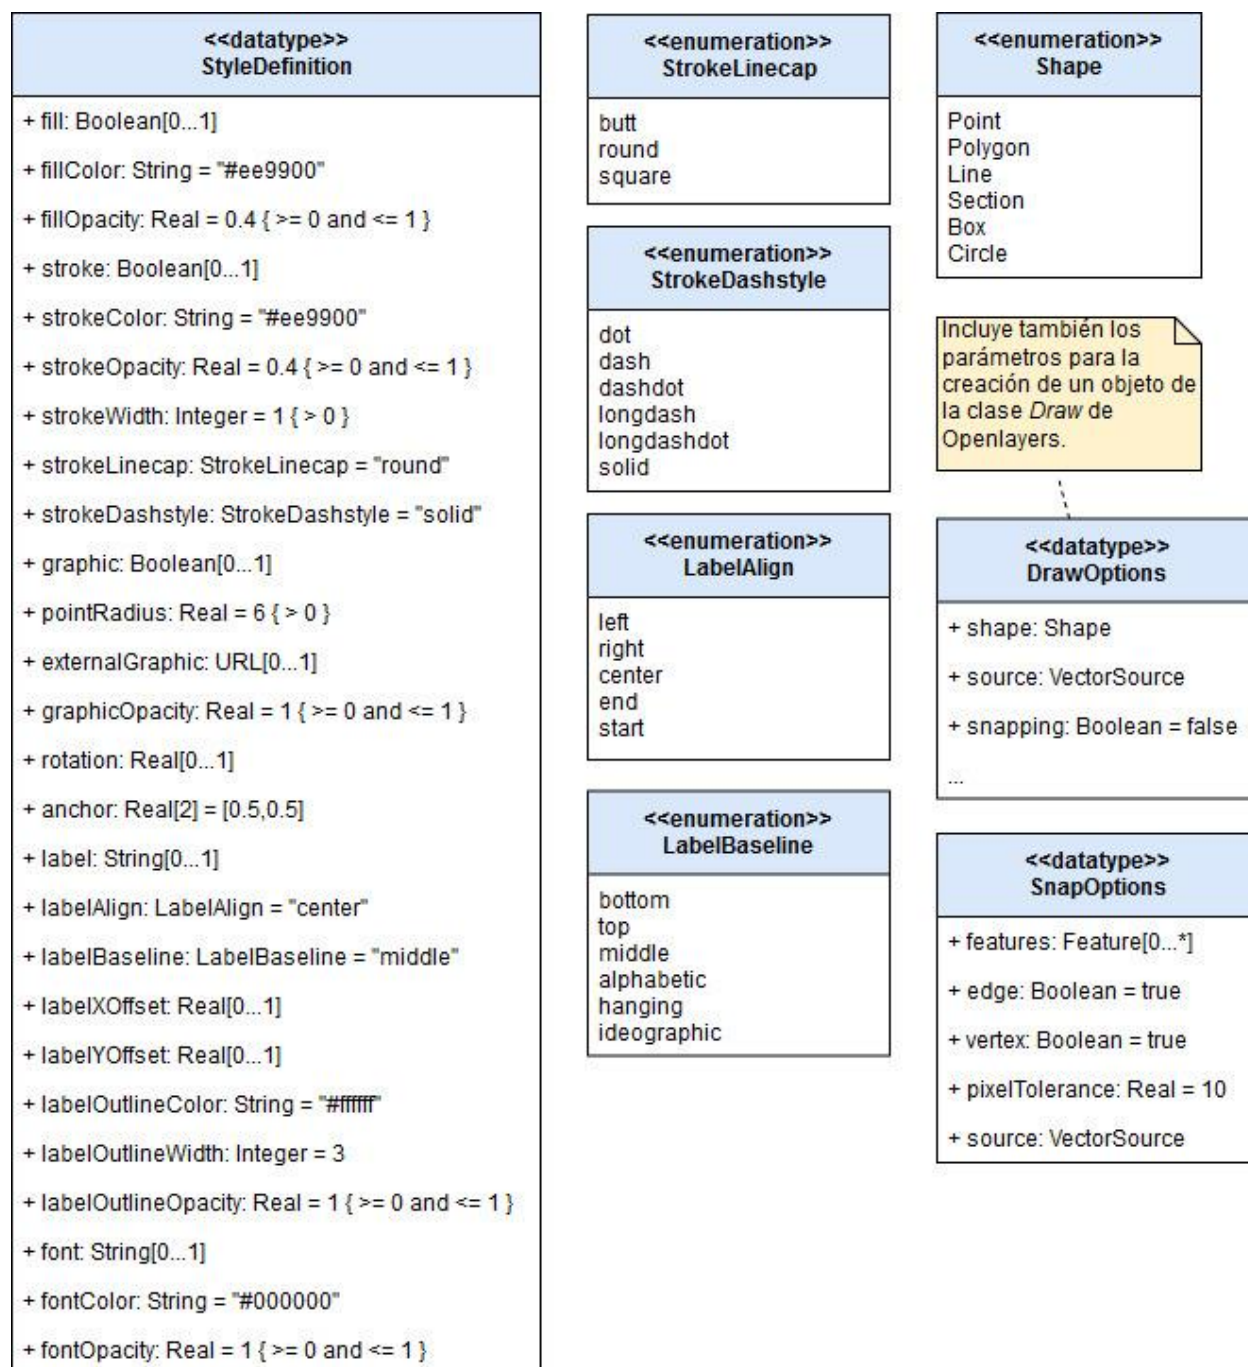 <<datatype>>
StyleDefinition
+ fill: Boolean[0...1]
+ fillColor: String = "#ee9900"
+ fillOpacity: Real = 0.4 { >= 0 and <= 1 }
+ stroke: Boolean[0...1]
+ strokeColor: String = "#ee9900"
+ strokeOpacity: Real = 0.4 { >= 0 and <= 1 }
+ strokeWidth: Integer = 1 { > 0 }
+ strokeLinecap: StrokeLinecap = "round"
+ strokeDashstyle: StrokeDashstyle = "solid"
+ graphic: Boolean[0...1]
+ pointRadius: Real = 6 { > 0 }
+ externalGraphic: URL[0...1]
+ graphicOpacity: Real = 1 { >= 0 and <= 1 }
+ rotation: Real[0...1]
+ anchor: Real[2] = [0.5,0.5]
+ label: String[0...1]
+ labelAlign: LabelAlign = "center"
+ labelBaseline: LabelBaseline = "middle"
+ labelXOffset: Real[0...1]
+ labelYOffset: Real[0...1]
+ labelOutlineColor: String = "#ffffff"
+ labelOutlineWidth: Integer = 3
+ labelOutlineOpacity: Real = 1 { >= 0 and <= 1 }
+ font: String[0...1]
+ fontColor: String = "#000000"
+ fontOpacity: Real = 1 { >= 0 and <= 1 }
<<enumeration>>
StrokeLinecap
butt
round
square
<<enumeration>>
StrokeDashstyle
dot
dash
dashdot
longdash
longdashdot
solid
<<enumeration>>
LabelAlign
left
right
center
end
start
<<enumeration>>
LabelBaseline
bottom
top
middle
alphabetic
hanging
ideographic
<<enumeration>>
Shape
Point
Polygon
Line
Section
Box
Circle
Incluye también los
parámetros para la
creación de un objeto de
la clase Draw de
Openlayers.
<<datatype>>
DrawOptions
+ shape: Shape
+ source: VectorSource
+ snapping: Boolean = false
...
<<datatype>>
SnapOptions
+ features: Feature[0...*]
+ edge: Boolean = true
+ vertex: Boolean = true
+ pixelTolerance: Real = 10
+ source: VectorSource